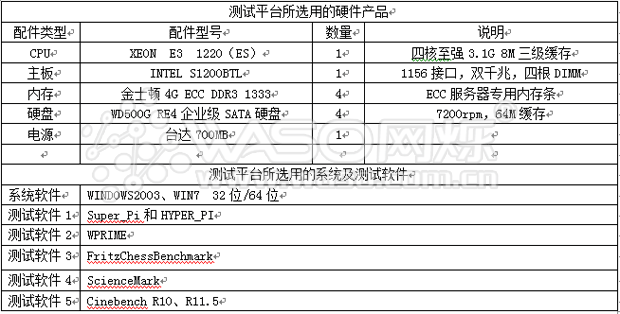 测试平台所选用的硬件产品
配件类型 配件型号 数量 说明
CPU XEON E3 1220（ES） 1 四核至强 3.1G 8M 三级缓存
主板 INTEL S1200BTL 1 1156 接口，双千兆，四根 DIMM
内存 金士顿 4G ECC DDR3 1333 4 ECC 服务器专用内存条
硬盘 WD500G RE4 企业级 SATA 硬盘 4 7200rpm，64M 缓存
电源 台达 700MB 1
测试平台所选用的系统及测试软件
系统软件 WINDOWS2003、WIN7 32 位/64 位
测试软件 1 Super_Pi 和 HYPER_PI
测试软件 2 WPRIME
测试软件 3 FritzChessBenchmark
测试软件 4 ScienceMark
测试软件 5 Cinebench R10、R11.5